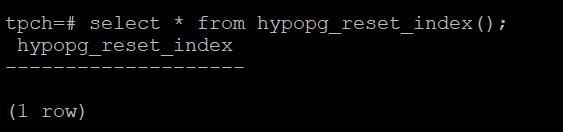 tpch=# select * from hypopg_reset_index();
 hypopg_reset_index
--------------------

(1 row)